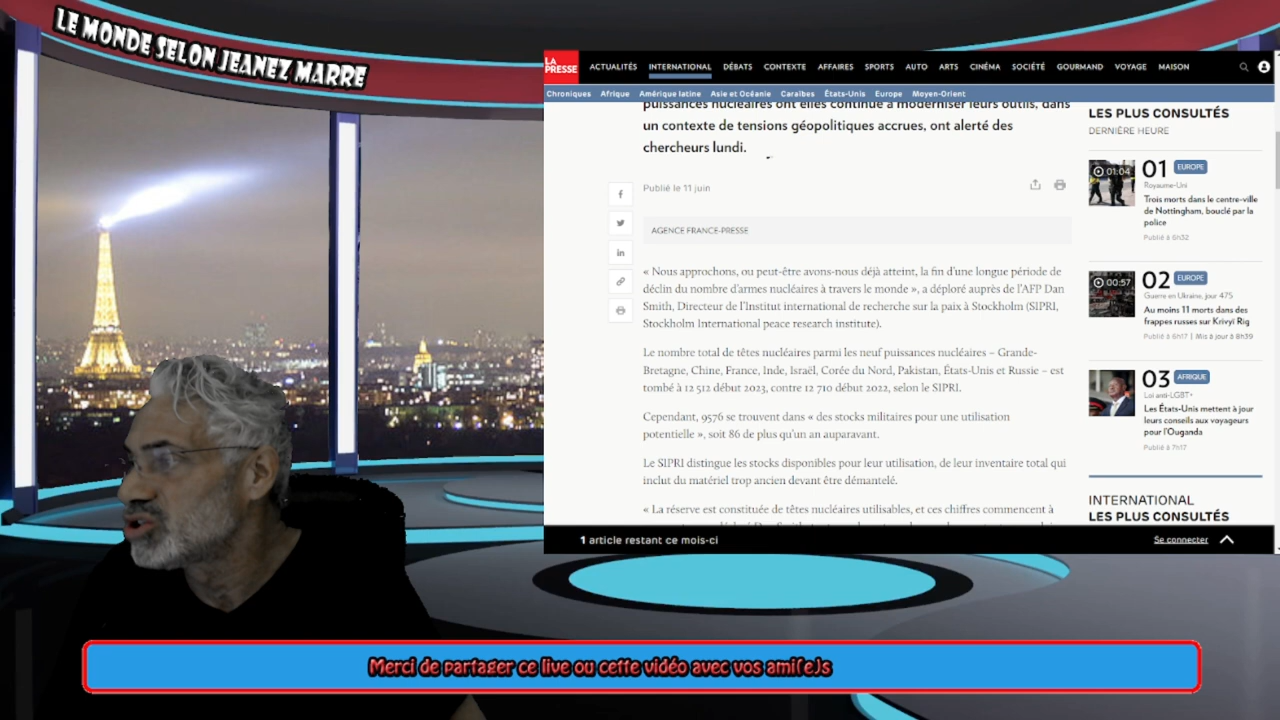 LE MONDE SELON JEANEZ MARRE
LA
PRESSE
ACTUALITÉS INTERNATIONAL DÉBATS CONTEXTE AFFAIRES SPORTS AUTO ARTS CINÉMA SOCIÉTÉ GOURMAND VOYAGE MAISON
Chroniques Afrique Amérique latine Asie et Océanie Caraïbes États-Unis Europe Moyen-Orient
puissances nucléaires ont elles continué à moderniser leurs outils, dans
un contexte de tensions géopolitiques accrues, ont alerté des
chercheurs lundi.
Publié le 11 juin
AGENCE FRANCE-PRESSE
« Nous approchons, ou peut-être avons-nous déjà atteint, la fin d'une longue période de
déclin du nombre d'armes nucléaires à travers le monde », a déploré auprès de l'AFP Dan
Smith, Directeur de l'Institut international de recherche sur la paix à Stockholm (SIPRI,
Stockholm International peace research institute).
Le nombre total de têtes nucléaires parmi les neuf puissances nucléaires – Grande-
Bretagne, Chine, France, Inde, Israël, Corée du Nord, Pakistan, États-Unis et Russie – est
tombé à 12 512 début 2023, contre 12 710 début 2022, selon le SIPRI.
Cependant, 9576 se trouvent dans « des stocks militaires pour une utilisation
potentielle », soit 86 de plus qu'un an auparavant.
Le SIPRI distingue les stocks disponibles pour leur utilisation, de leur inventaire total qui
inclut du matériel trop ancien devant être démantelé.
« La réserve est constituée de têtes nucléaires utilisables, et ces chiffres commencent à
LES PLUS CONSULTÉS
DERNIÈRE HEURE
01:04
01 EUROPE
Royaume-Uni
Trois morts dans le centre-ville
de Nottingham, bouclé par la
police
Publié à 6h32
00:57
02 EUROPE
Guerre en Ukraine, jour 475
Au moins 11 morts dans des
frappes russes sur Kryvyï Rig
Publié à 6h17 | Mis à jour à 8h39
03 AFRIQUE
Loi anti-LGBT+
Les États-Unis mettent à jour
leurs conseils aux voyageurs
pour l'Ouganda
Publié à 7h17
INTERNATIONAL
LES PLUS CONSULTÉS
1 article restant ce mois-ci
Se connecter
Merci de partager ce live ou cette vidéo avec vos ami(e)s